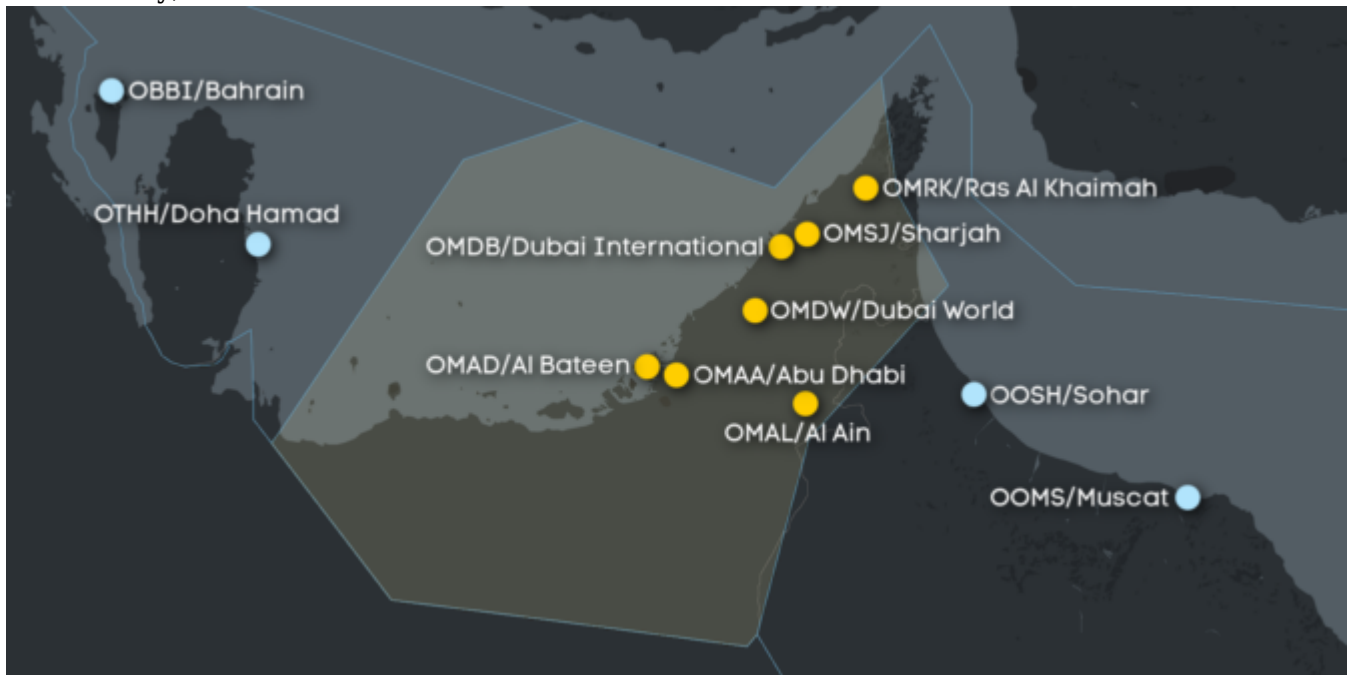 OBBI/Bahrain
OMRK/Ras Al Khaimah
OTHH/Doha Hamad
OMSJ/Sharjah
OMDB/Dubai International
OMDW/Dubai World
OMAD/Al Bateen
OMAA/Abu Dhabi
OOSH/Sohar
OMAL/Al Ain
OOMS/Muscat